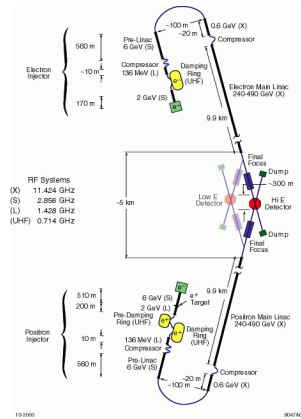 ~100 m
0.6 GeV (X)
~20 m
Compressor
Pre-Linac
6 GeV (S)
560 m
Compressor
136 MeV (L)
Damping
Ring
(UHF)
Electron
Injector
~10 m
e-
2 GeV (S)
170 m
e-
Electron Main Linac
240-490 GeV (X)
9.9 km
RF Systems
(X) 11.424 GHz
(S) 2.856 GHz
(L) 1.428 GHz
(UHF) 0.714 GHz
~5 km
Final
Focus
Dump
~300 m
Low E
Detector
Hi E
Detector
Dump
Final
Focus
9.9 km
Positron Main Linac
240-490 GeV (X)
510 m
200 m
e-
6 GeV (S)
2 GeV (L)
e+
Target
Pre-Damping
Ring (UHF)
e+
e+
Damping
Ring
(UHF)
Positron
Injector
10 m
136 MeV (L)
Compressor
560 m
Pre-Linac
6 GeV (S)
Compressor
~20 m
~100 m
0.6 GeV (X)
10-2000
8047A6